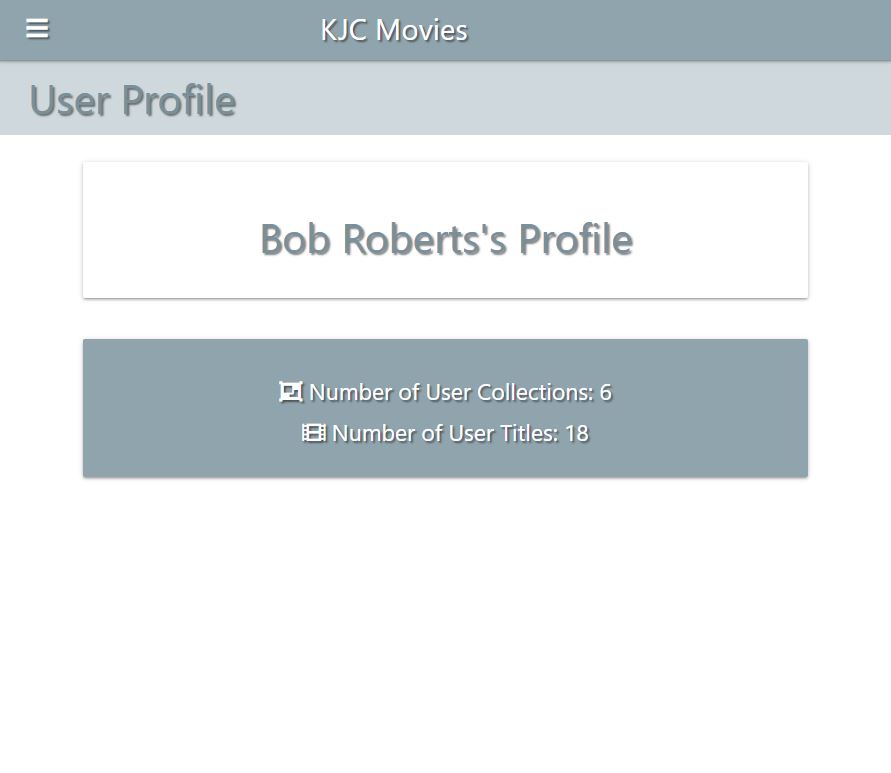 KJC Movies
User Profile
Bob Roberts's Profile
Number of User Collections: 6
Number of User Titles: 18